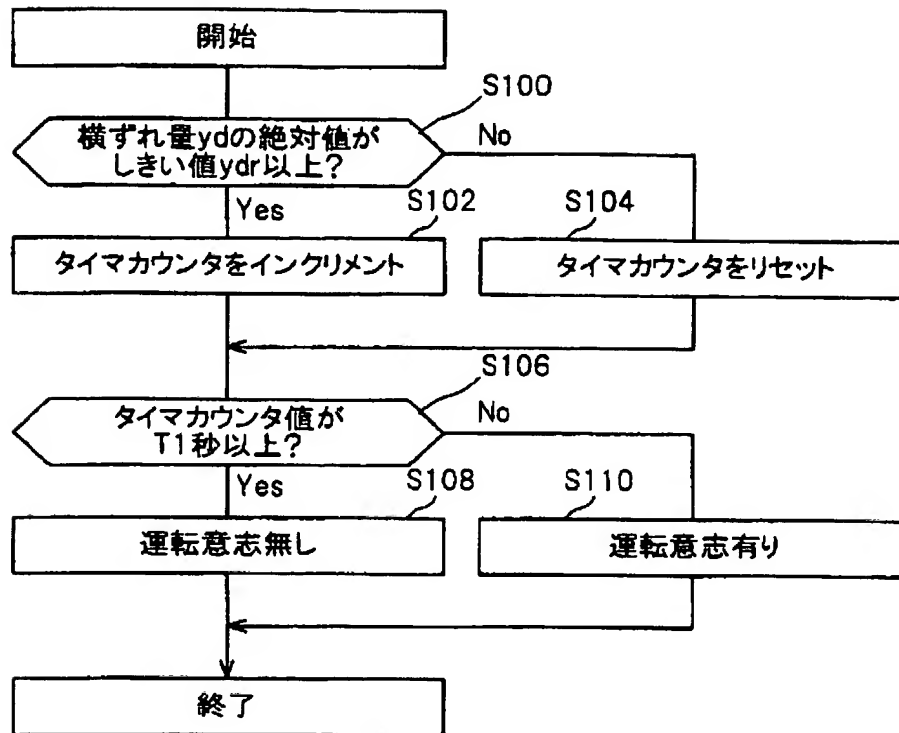 開始
S100
横ずれ量ydの絶対値が
しきい値ydr以上?
No
Yes
S102
S104
タイマカウンタをインクリメント
タイマカウンタをリセット
S106
タイマカウンタ値が
T1秒以上?
No
Yes
S108
S110
運転意志無し
運転意志有り
終了